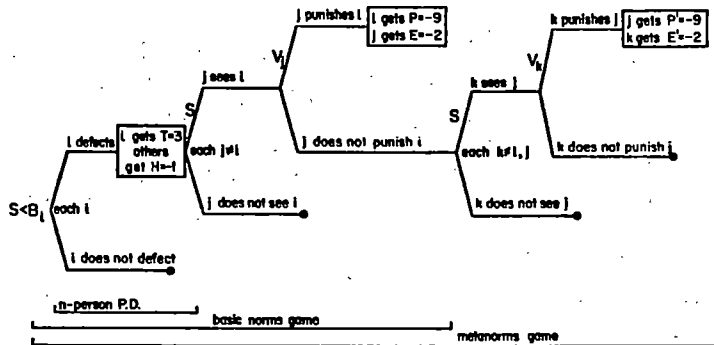 j punishes i
i gets P=-9
j gets E=-2
k punishes j
j gets P'=-9
k gets E'=-2
V_j
V_k
j sees i
k sees j
S
S
i defects
i gets T=3
others
get H=-1
each j≠i
j does not punish i
each k≠i, j
k does not punish j
S<B_i
each i
j does not see i
k does not see j
i does not defect
n-person P.D.
basic norms game
metanorms game